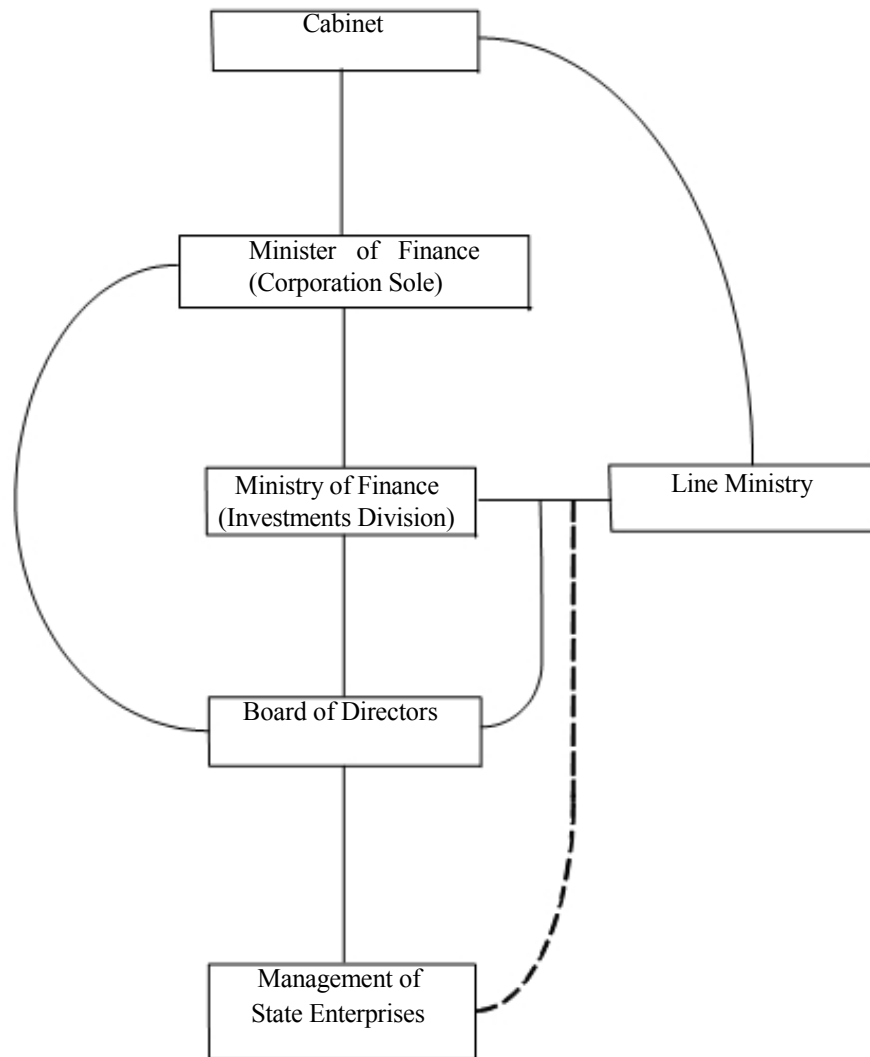 Cabinet
Minister of Finance
(Corporation Sole)
Ministry of Finance
(Investments Division)
Line Ministry
Board of Directors
Management of
State Enterprises